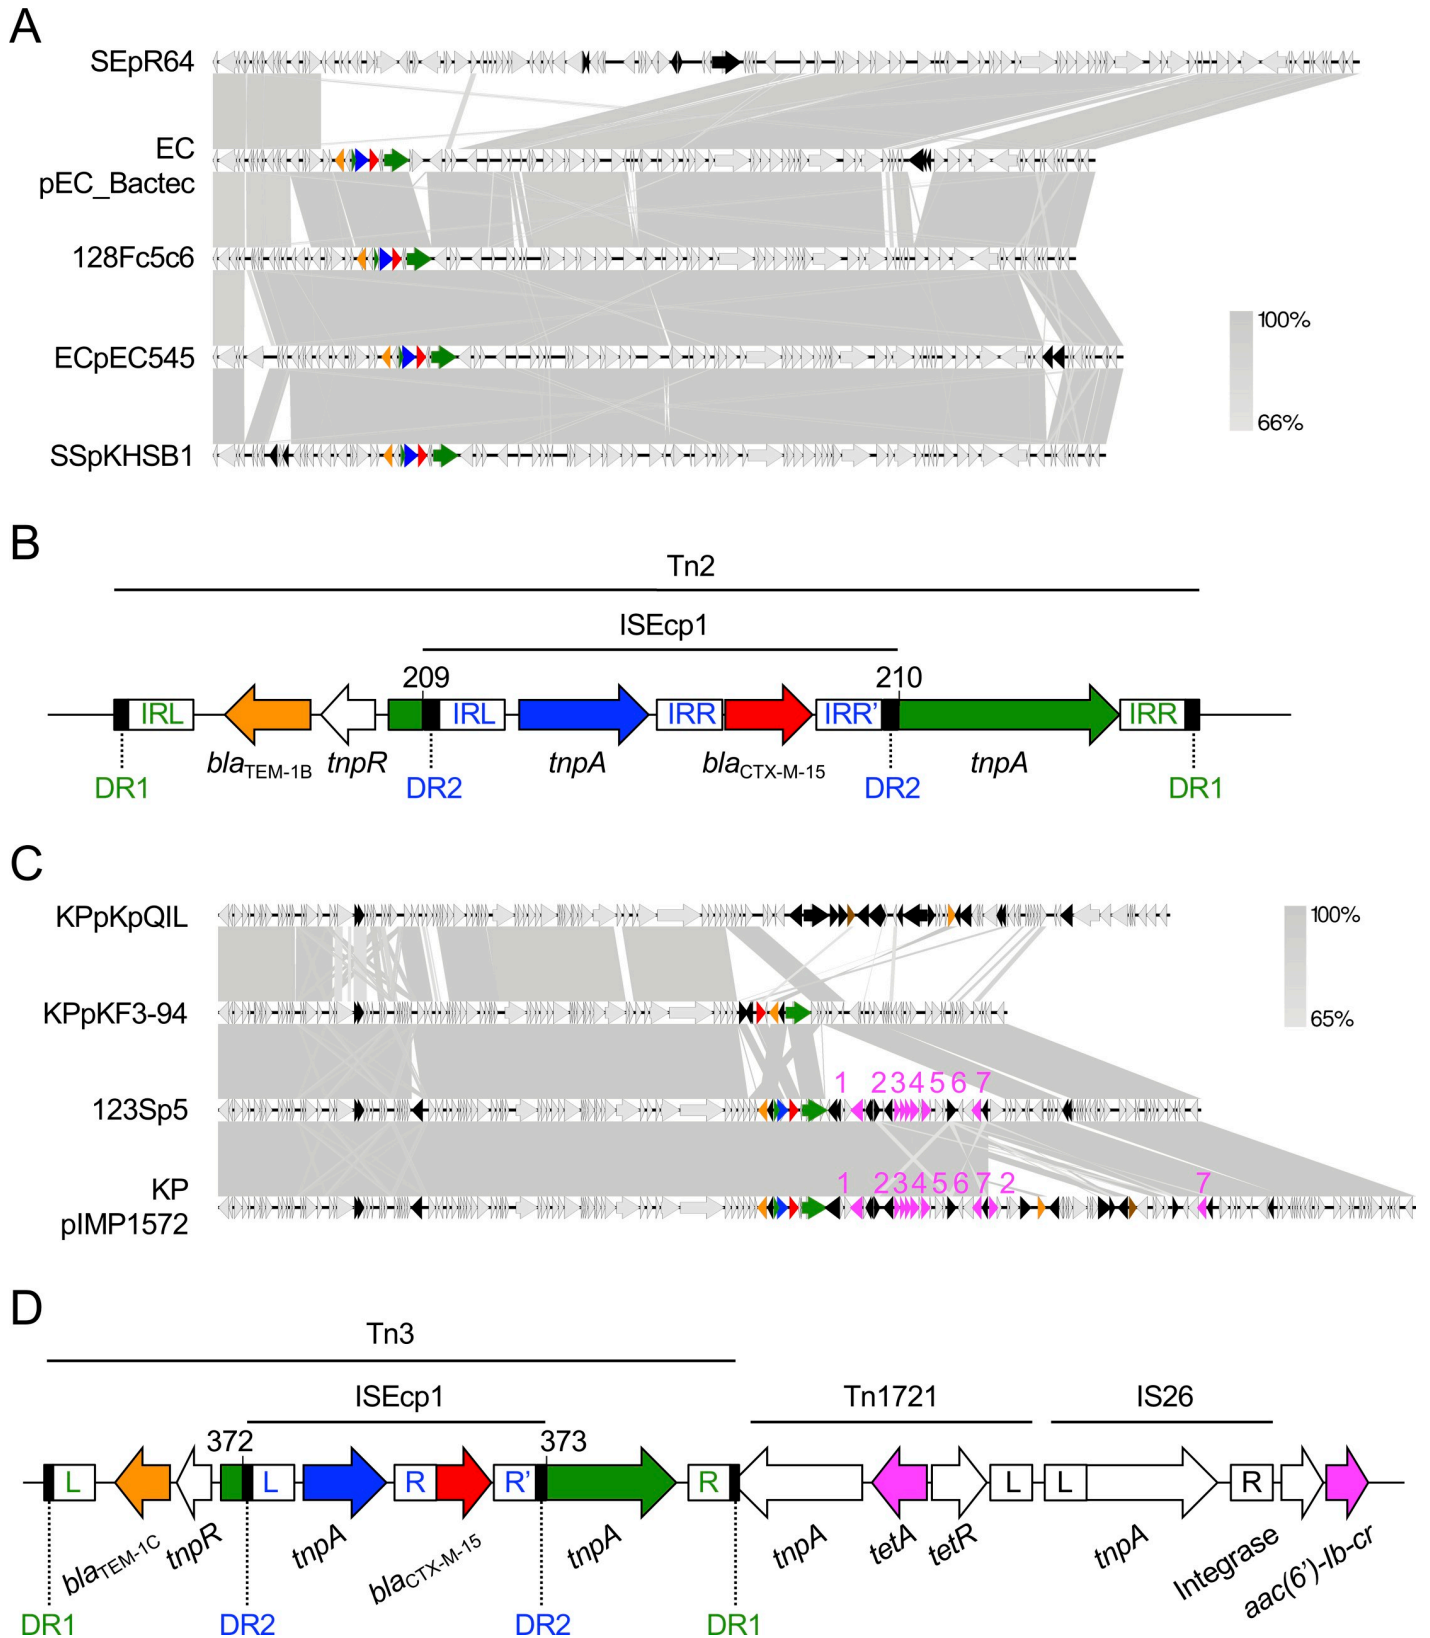 A
SEpR64
EC
pEC_Bactec
128Fc5c6
ECpEC545
SSpKHSB1
100%
66%
B
Tn2
ISEcp1
209 210
IRL IRL IRR IRR' IRR
blaTEM-1B tnpR tnpA blaCTX-M-15 tnpA
DR1 DR2 DR2 DR1
C
KPpKpQIL
KPpKF3-94
123Sp5
1 2 3 4 5 6 7
KP
pIMP1572
1 2 3 4 5 6 7 2 7
100%
65%
D
Tn3
ISEcp1 Tn1721 IS26
372 373
L L R R' R L L R
blaTEM-1C tnpR tnpA blaCTX-M-15 tnpA tnpA tetA tetR tnpA Integrase aac(6')-Ib-cr
DR1 DR2 DR2 DR1